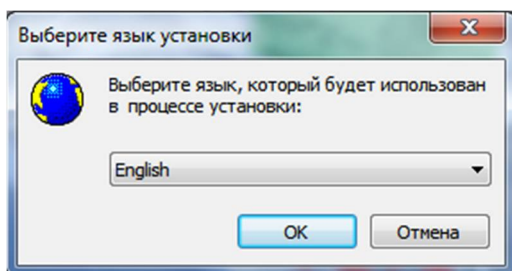 Выберите язык установки
Выберите язык, который будет использован
в процессе установки:
English
OK
Отмена